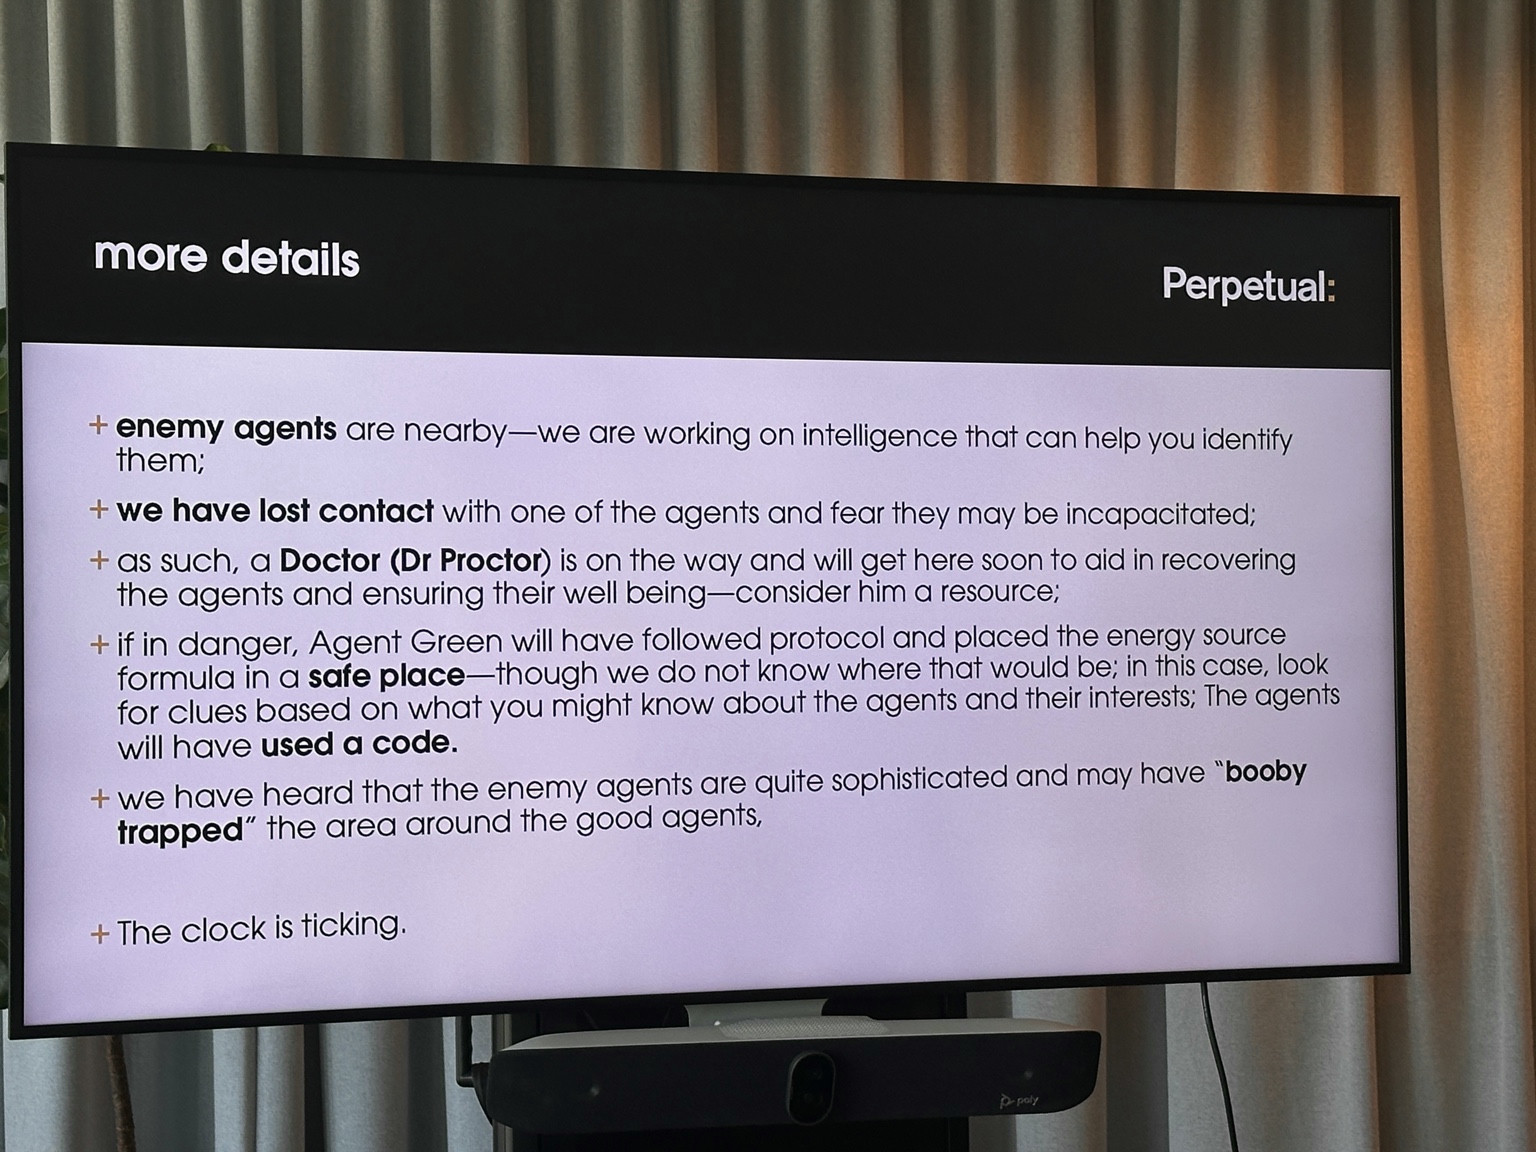 more details
Perpetual:
+ enemy agents are nearby—we are working on intelligence that can help you identify
them;
+ we have lost contact with one of the agents and fear they may be incapacitated;
+ as such, a Doctor (Dr Proctor) is on the way and will get here soon to aid in recovering
the agents and ensuring their well being—consider him a resource;
+ if in danger, Agent Green will have followed protocol and placed the energy source
formula in a safe place—though we do not know where that would be; in this case, look
for clues based on what you might know about the agents and their interests; The agents
will have used a code.
+ we have heard that the enemy agents are quite sophisticated and may have “booby
trapped” the area around the good agents,
+ The clock is ticking.
poly